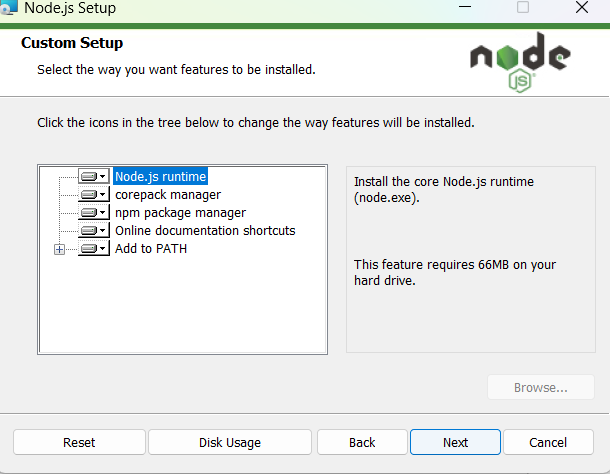 Node.js Setup
Custom Setup
Select the way you want features to be installed.
node
JS
Click the icons in the tree below to change the way features will be installed.
Node.js runtime
corepack manager
npm package manager
Online documentation shortcuts
Add to PATH
Install the core Node.js runtime
(node.exe).
This feature requires 66MB on your
hard drive.
Browse...
Reset
Disk Usage
Back
Next
Cancel